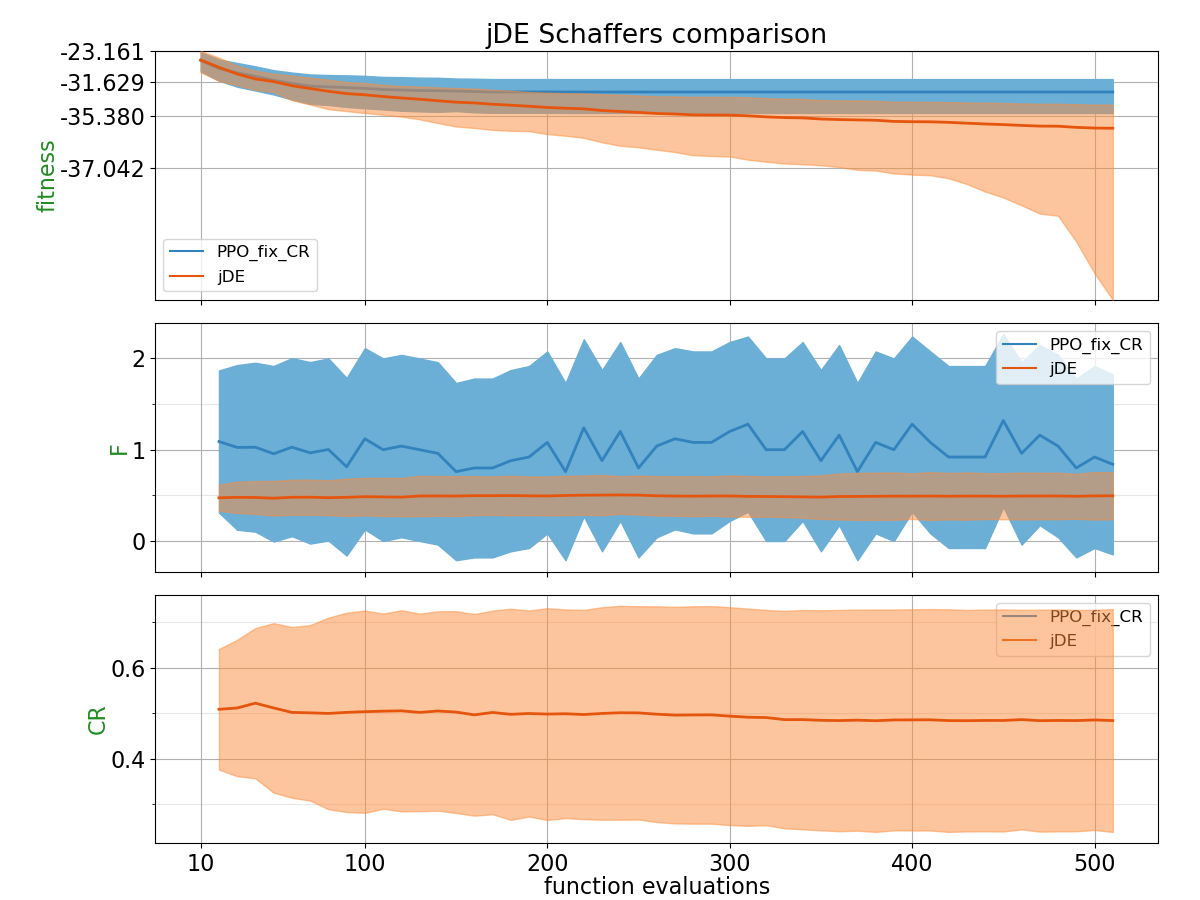 jDE Schaffers comparison
-23.161
-31.629
-35.380
-37.042
fitness
PPO_fix_CR
jDE
2
1
0
F
PPO_fix_CR
jDE
0.6
0.4
CR
PPO_fix_CR
jDE
10 100 200 300 400 500
function evaluations